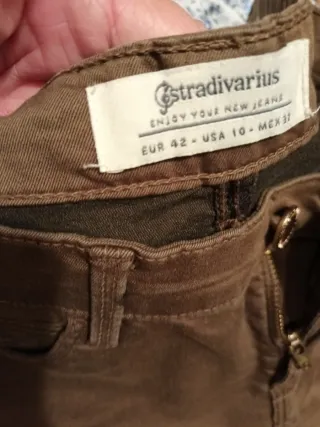 stradivarius
ENJOY YOUR NEW JEANS
EUR 42 - USA 10 - MEX 32